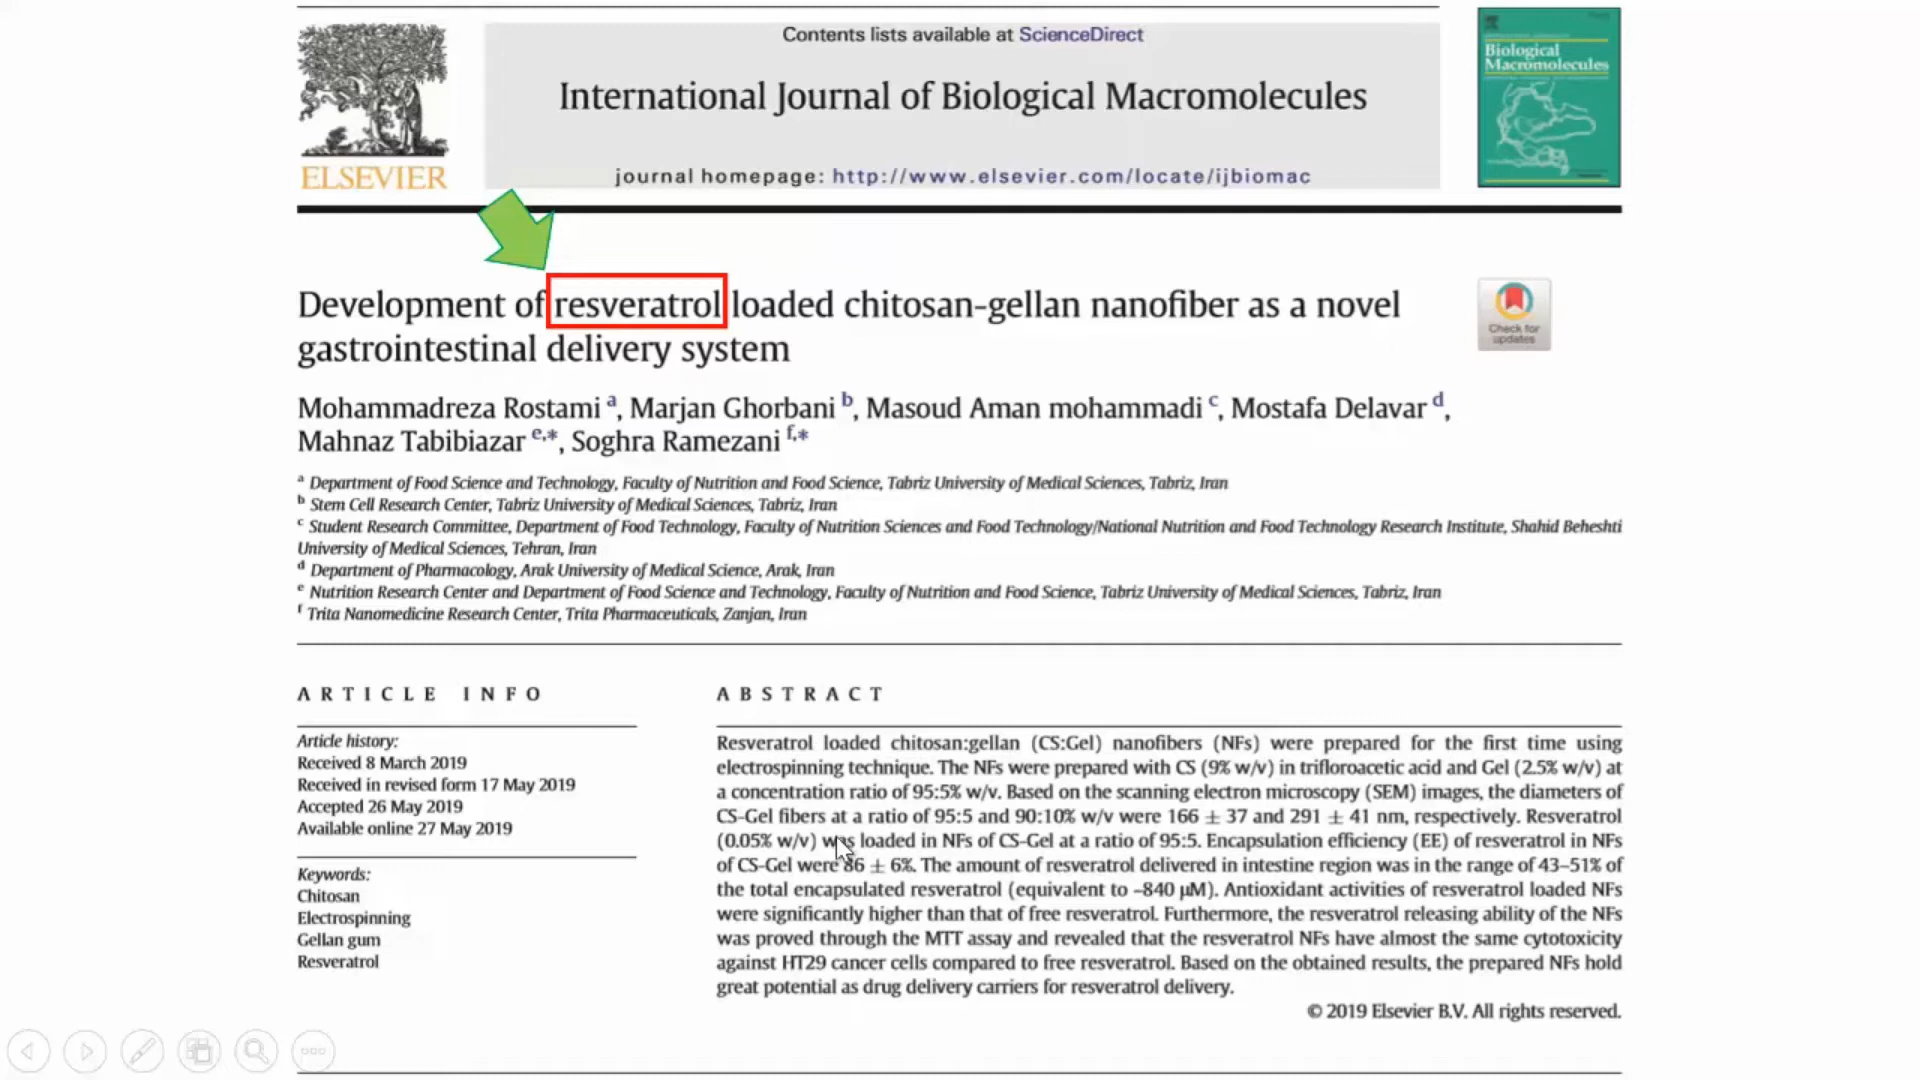 Contents lists available at ScienceDirect
International Journal of Biological Macromolecules
journal homepage: http://www.elsevier.com/locate/ijbiomac
ELSEVIER
Biological
Macromolecules
Development of resveratrol loaded chitosan-gellan nanofiber as a novel
gastrointestinal delivery system
Check for
updates
Mohammadreza Rostami a, Marjan Ghorbani b, Masoud Aman mohammadi c, Mostafa Delavar d,
Mahnaz Tabibiazar e,*, Soghra Ramezani f,*
a Department of Food Science and Technology, Faculty of Nutrition and Food Science, Tabriz University of Medical Sciences, Tabriz, Iran
b Stem Cell Research Center, Tabriz University of Medical Sciences, Tabriz, Iran
c Student Research Committee, Department of Food Technology, Faculty of Nutrition Sciences and Food Technology/National Nutrition and Food Technology Research Institute, Shahid Beheshti
University of Medical Sciences, Tehran, Iran
d Department of Pharmacology, Arak University of Medical Science, Arak, Iran
e Nutrition Research Center and Department of Food Science and Technology, Faculty of Nutrition and Food Science, Tabriz University of Medical Sciences, Tabriz, Iran
f Trita Nanomedicine Research Center, Trita Pharmaceuticals, Zanjan, Iran
ARTICLE INFO
Article history:
Received 8 March 2019
Received in revised form 17 May 2019
Accepted 26 May 2019
Available online 27 May 2019
Keywords:
Chitosan
Electrospinning
Gellan gum
Resveratrol
ABSTRACT
Resveratrol loaded chitosan:gellan (CS:Gel) nanofibers (NFs) were prepared for the first time using
electrospinning technique. The NFs were prepared with CS (9% w/v) in trifloroacetic acid and Gel (2.5% w/v) at
a concentration ratio of 95:5% w/v. Based on the scanning electron microscopy (SEM) images, the diameters of
CS-Gel fibers at a ratio of 95:5 and 90:10% w/v were 166 ± 37 and 291 ± 41 nm, respectively. Resveratrol
(0.05% w/v) was loaded in NFs of CS-Gel at a ratio of 95:5. Encapsulation efficiency (EE) of resveratrol in NFs
of CS-Gel were 86 ± 6%. The amount of resveratrol delivered in intestine region was in the range of 43–51% of
the total encapsulated resveratrol (equivalent to ~840 μM). Antioxidant activities of resveratrol loaded NFs
were significantly higher than that of free resveratrol. Furthermore, the resveratrol releasing ability of the NFs
was proved through the MTT assay and revealed that the resveratrol NFs have almost the same cytotoxicity
against HT29 cancer cells compared to free resveratrol. Based on the obtained results, the prepared NFs hold
great potential as drug delivery carriers for resveratrol delivery.
© 2019 Elsevier B.V. All rights reserved.